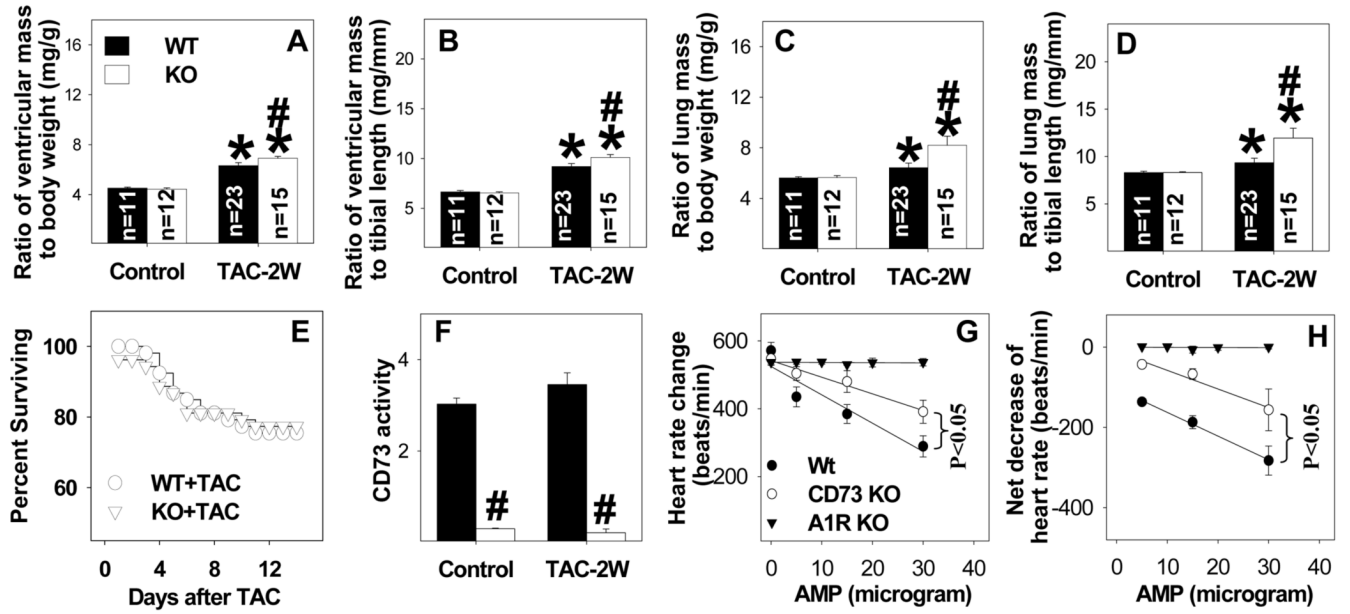 A
Ratio of ventricular mass
to body weight (mg/g)
16
12
8
4
WT
KO
#
*
*
n=11
n=12
n=23
n=15
Control
TAC-2W
B
Ratio of ventricular mass
to tibial length (mg/mm)
20
15
10
5
#
*
*
n=11
n=12
n=23
n=15
Control
TAC-2W
C
Ratio of lung mass
to body weight (mg/g)
16
12
8
4
#
*
*
n=11
n=12
n=23
n=15
Control
TAC-2W
D
Ratio of lung mass
to tibial length (mg/mm)
20
15
10
5
#
*
*
n=11
n=12
n=23
n=15
Control
TAC-2W
E
Percent Surviving
100
80
60
WT+TAC
KO+TAC
0
4
8
12
Days after TAC
F
CD73 activity
4
2
#
#
Control
TAC-2W
G
Heart rate change
(beats/min)
600
400
200
P<0.05
Wt
CD73 KO
A1R KO
0
10
20
30
40
AMP (microgram)
H
Net decrease of
heart rate (beats/min)
0
-200
-400
P<0.05
0
10
20
30
40
AMP (microgram)